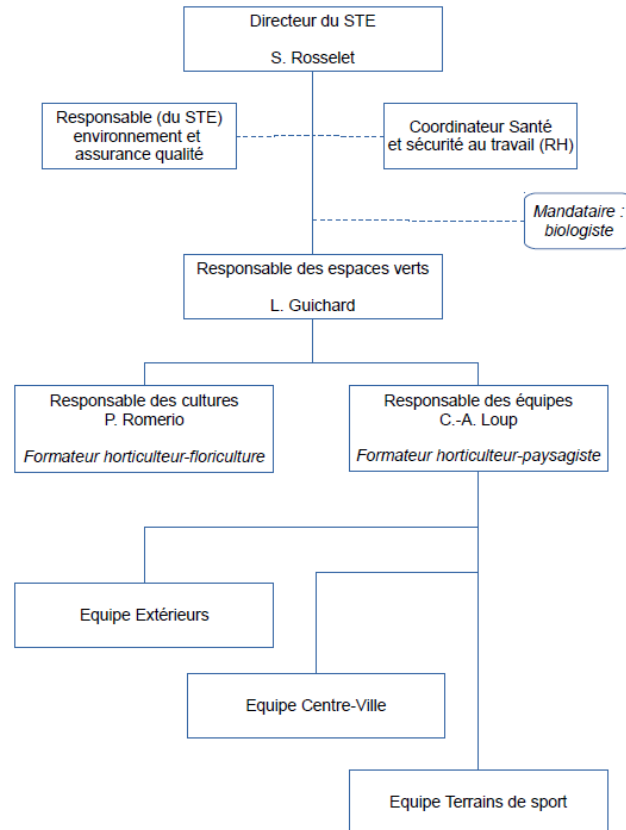 Directeur du STE
S. Rosselet
Responsable (du STE)
environnement et
assurance qualité
Coordinateur Santé
et sécurité au travail (RH)
Mandataire :
biologiste
Responsable des espaces verts
L. Guichard
Responsable des cultures
P. Romerio
Formateur horticulteur-floriculture
Responsable des équipes
C.-A. Loup
Formateur horticulteur-paysagiste
Equipe Extérieurs
Equipe Centre-Ville
Equipe Terrains de sport